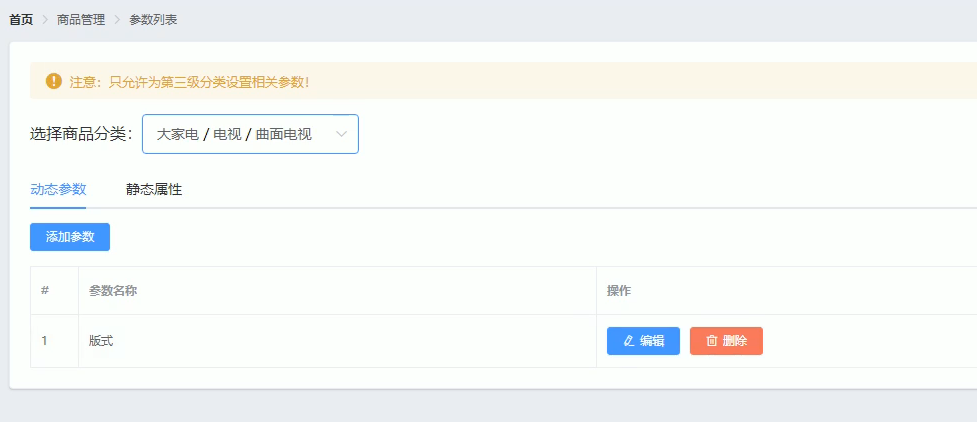 首页 > 商品管理 > 参数列表
注意：只允许为第三级分类设置相关参数！
选择商品分类： 大家电 / 电视 / 曲面电视
动态参数 静态属性
添加参数
# 参数名称 操作
1 版式 编辑 删除